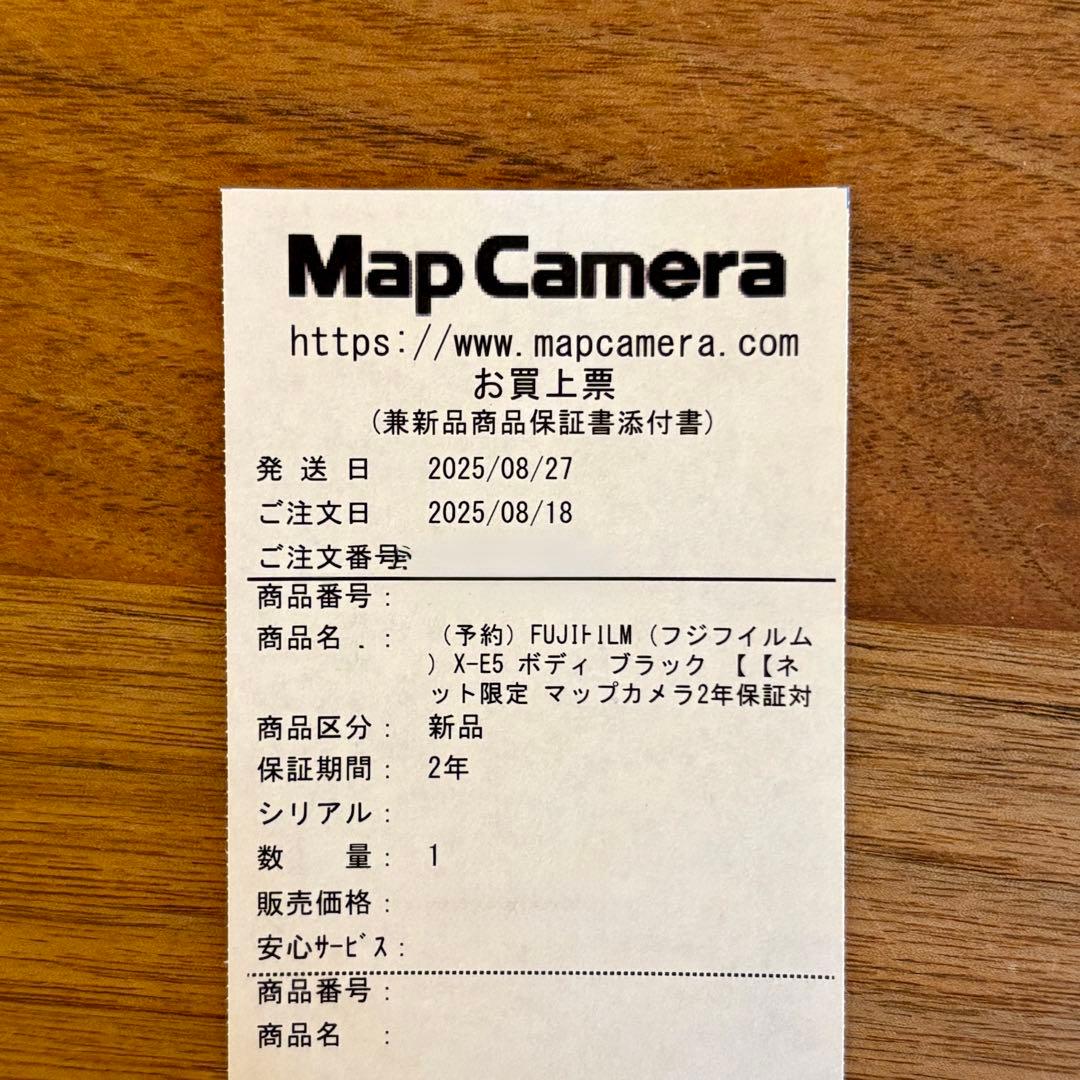 Map Camera
https://www.mapcamera.com
お買上票
(兼新品商品保証書添付書)
発送日 2025/08/27
ご注文日 2025/08/18
ご注文番号
商品番号:
商品名.: (予約) FUJIFILM (フジフイルム
) X-E5 ボディ ブラック 【【ネ
ット限定 マップカメラ2年保証対
商品区分: 新品
保証期間: 2年
シリアル:
数 量: 1
販売価格:
安心サービス:
商品番号:
商品名 :